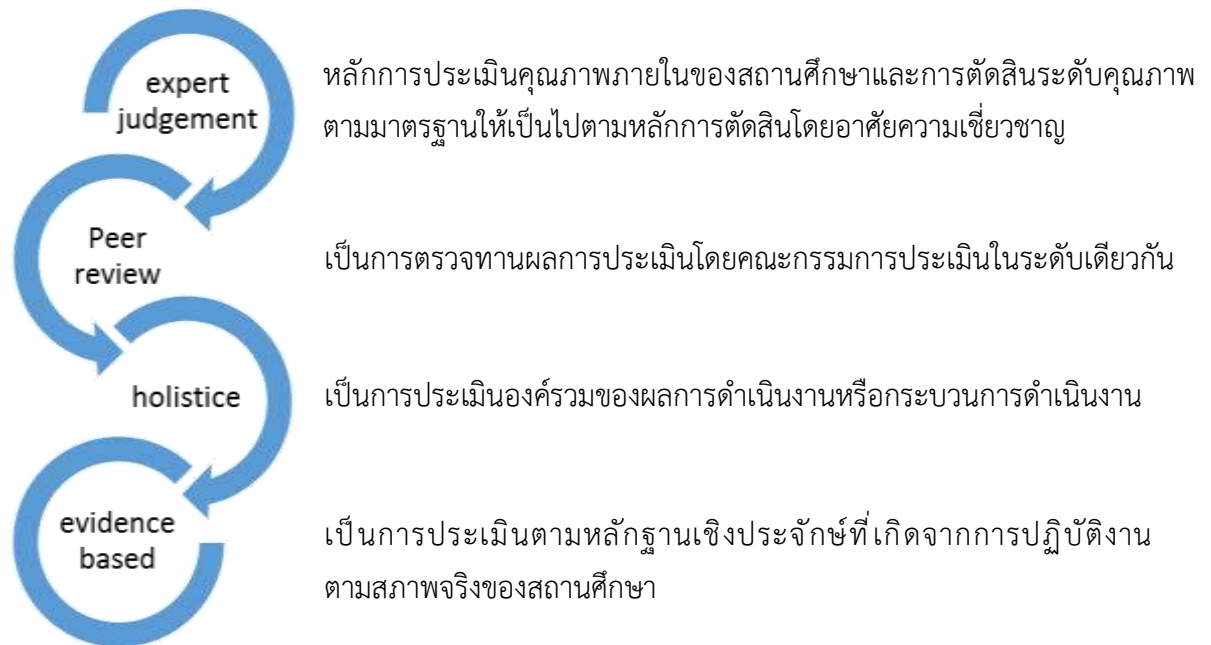 expert
judgement
หลักการประเมินคุณภาพภายในของสถานศึกษาและการตัดสินระดับคุณภาพ
ตามมาตรฐานให้เป็นไปตามหลักการตัดสินโดยอาศัยความเชี่ยวชาญ
Peer
review
เป็นการตรวจทานผลการประเมินโดยคณะกรรมการประเมินในระดับเดียวกัน
holistice
เป็นการประเมินองค์รวมของผลการดำเนินงานหรือกระบวนการดำเนินงาน
evidence
based
เป็นการประเมินตามหลักฐานเชิงประจักษ์ที่เกิดจากการปฏิบัติงาน
ตามสภาพจริงของสถานศึกษา